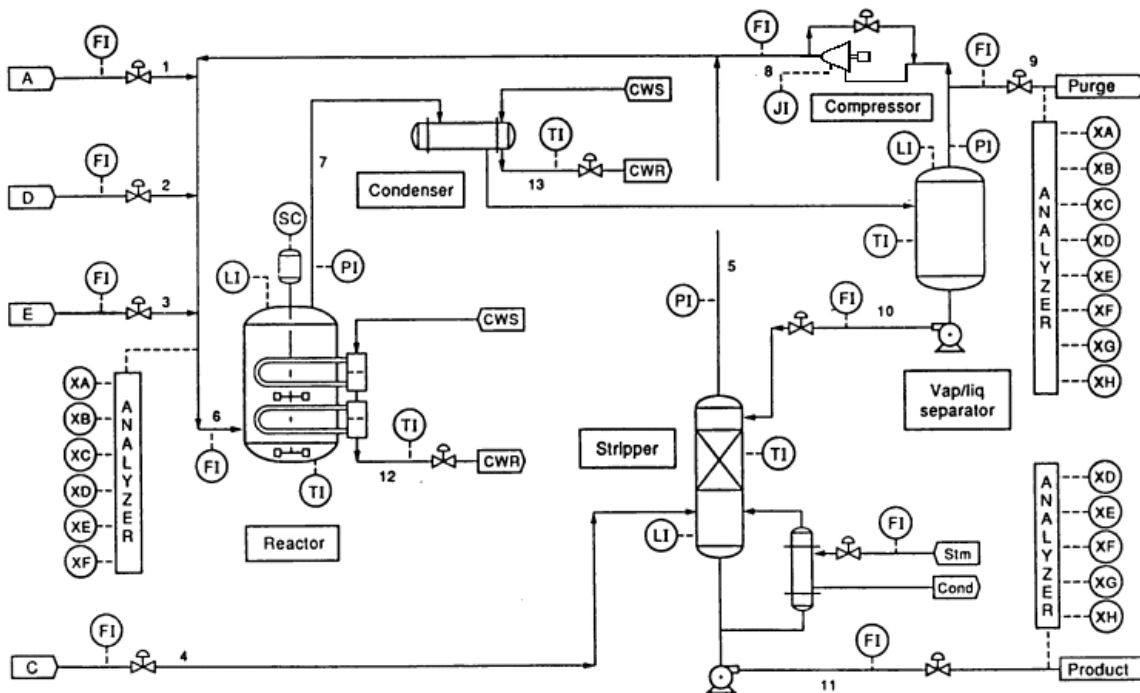 FI
FI
9
FI
8
A
1
CWS
JI
Compressor
Purge
FI
7
TI
LI
PI
XA
13
CWR
XB
D
2
Condenser
XC
SC
ANALYZER
XD
TI
FI
LI
PI
5
XE
E
3
CWS
PI
FI
XF
10
XG
XA
XH
ANALYZER
XB
6
Vap/liq
separator
TI
XC
FI
Stripper
TI
12
CWR
XD
TI
XD
XE
ANALYZER
XE
FI
XF
Reactor
LI
XF
Stm
XG
Cond
XH
FI
FI
C
4
11
Product